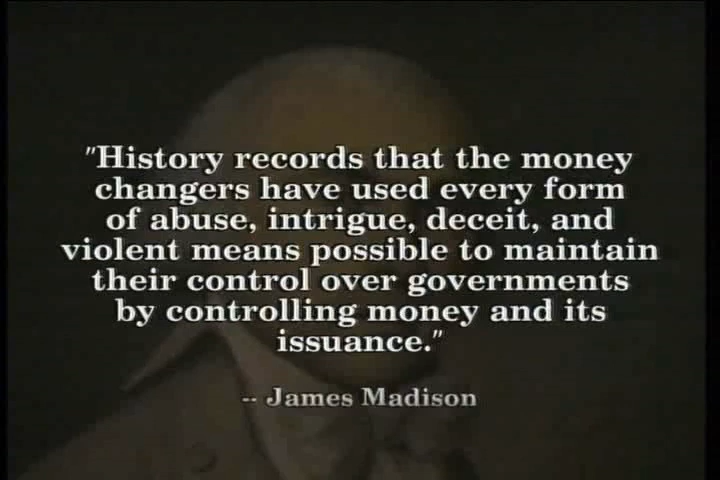 "History records that the money
changers have used every form
of abuse, intrigue, deceit, and
violent means possible to maintain
their control over governments
by controlling money and its
issuance."
-- James Madison